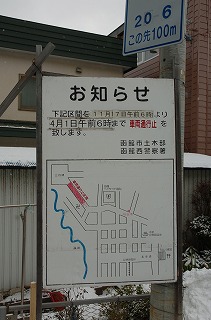 20 6
この先100m
お知らせ
下記区間を11月17日午前6時より
4月1日午前6時まで 車両通行止 を
致します。
函館市土木部
函館西警察署